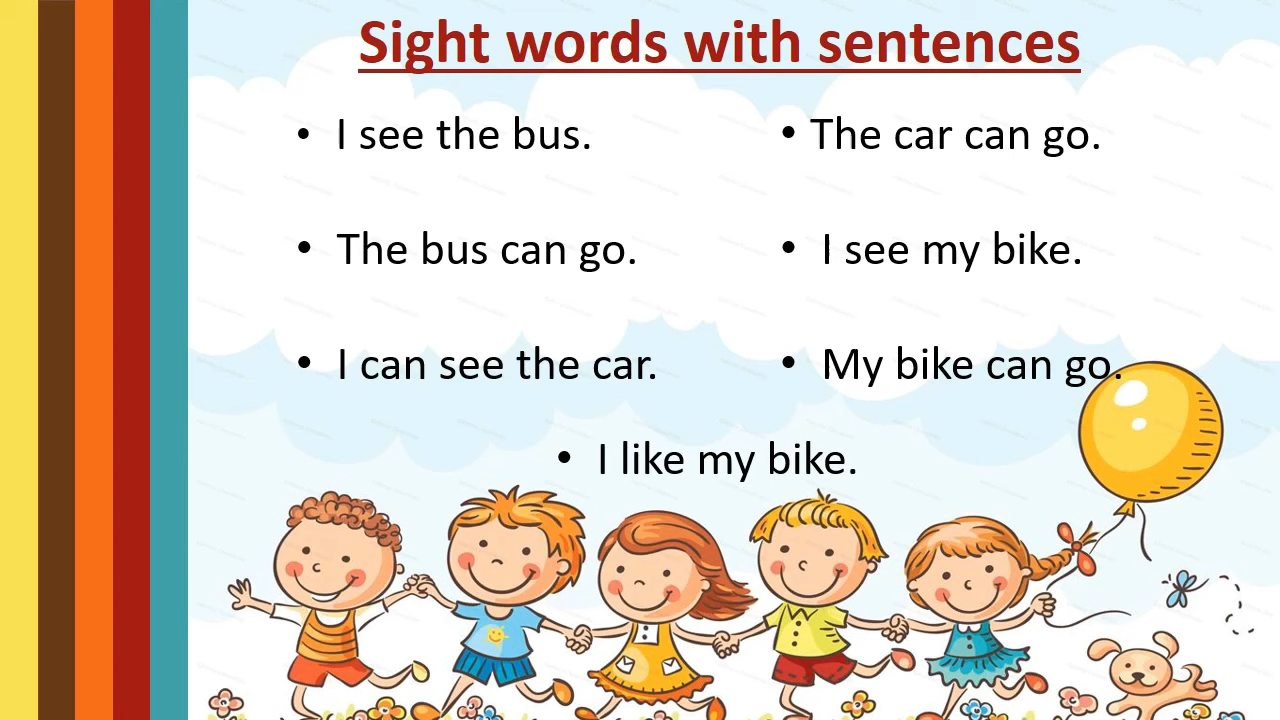 Sight words with sentences
• I see the bus.
• The bus can go.
• I can see the car.
• The car can go.
• I see my bike.
• My bike can go.
• I like my bike.